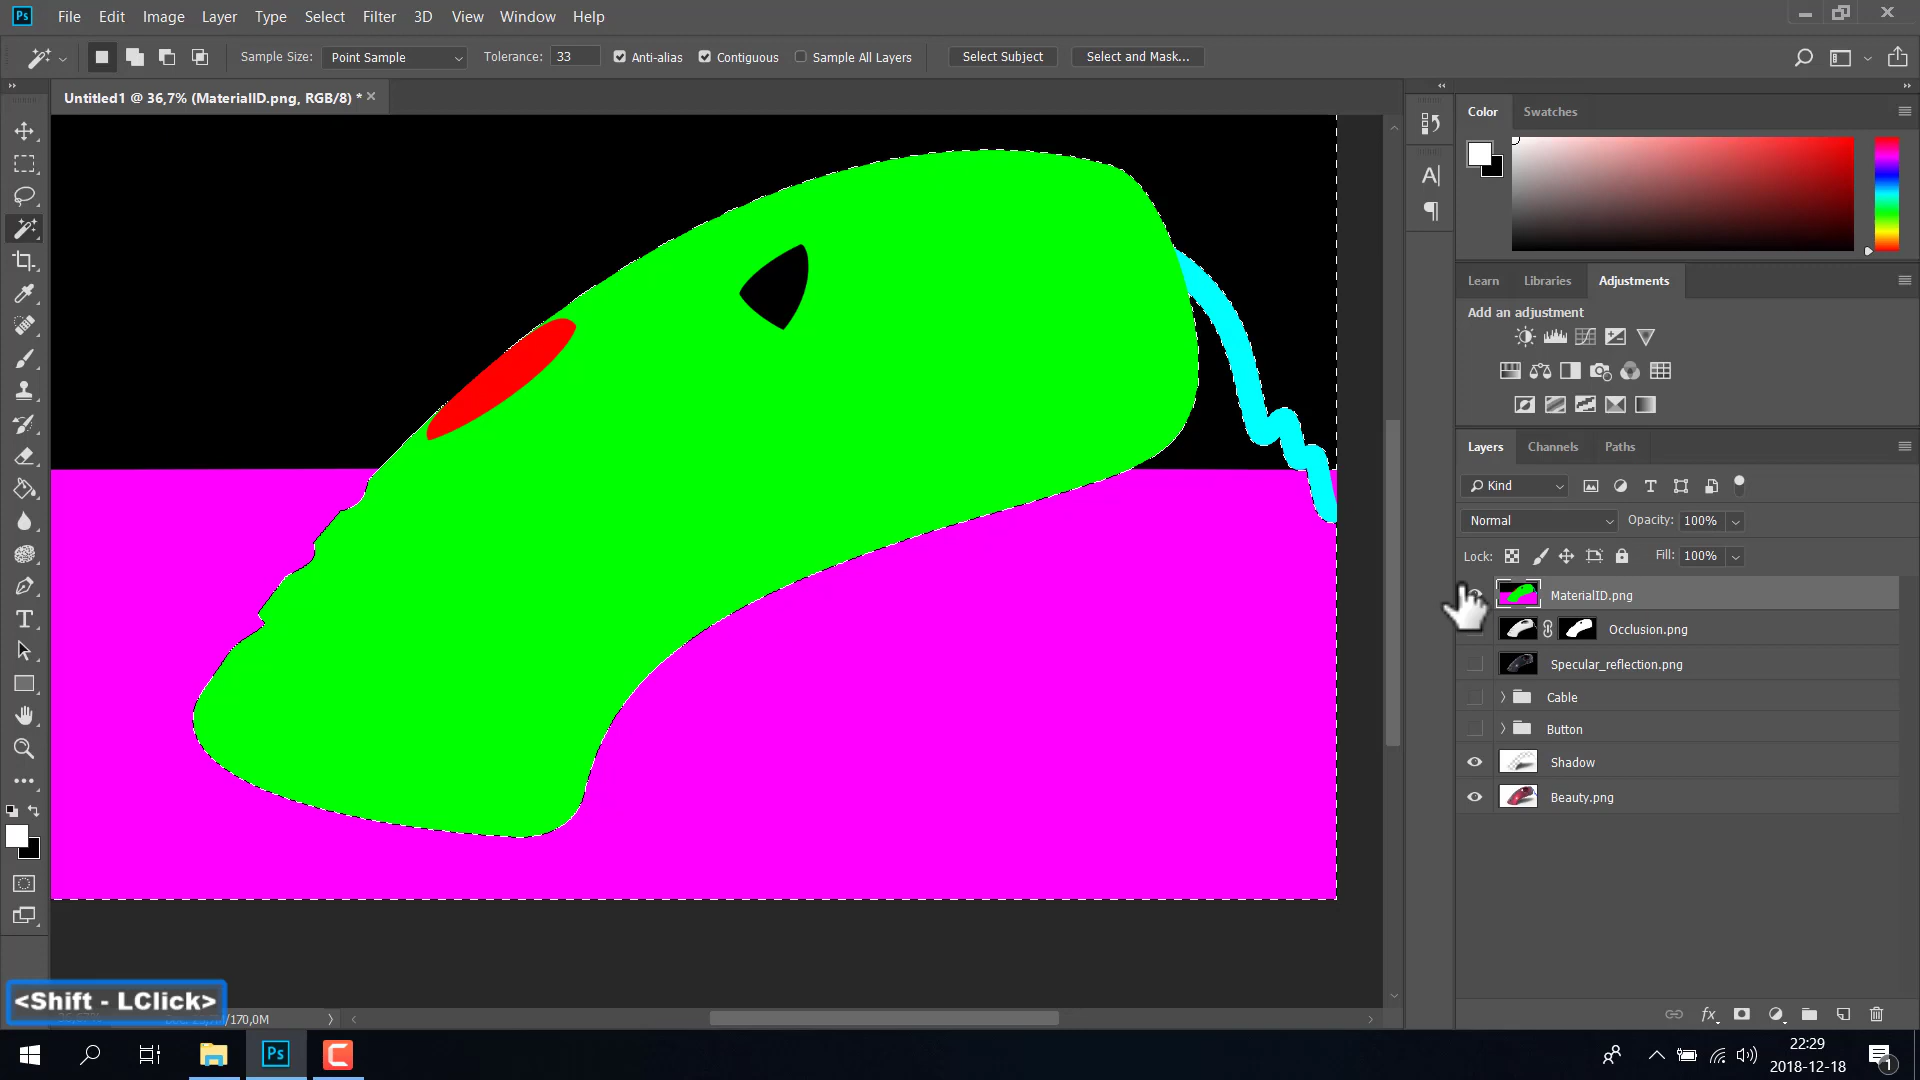 Ps File Edit Image Layer Type Select Filter 3D View Window Help
Sample Size: Point Sample Tolerance: 33 Anti-alias Contiguous Sample All Layers Select Subject Select and Mask...
Untitled1 @ 36,7% (MaterialID.png, RGB/8) *
Color Swatches
Learn Libraries Adjustments
Add an adjustment
Layers Channels Paths
Kind
Normal Opacity: 100%
Lock: Fill: 100%
MaterialID.png
Occlusion.png
Specular_reflection.png
Cable
Button
Shadow
Beauty.png
<Shift - LClick>
/170,0M
Ps 22:29
2018-12-18
1